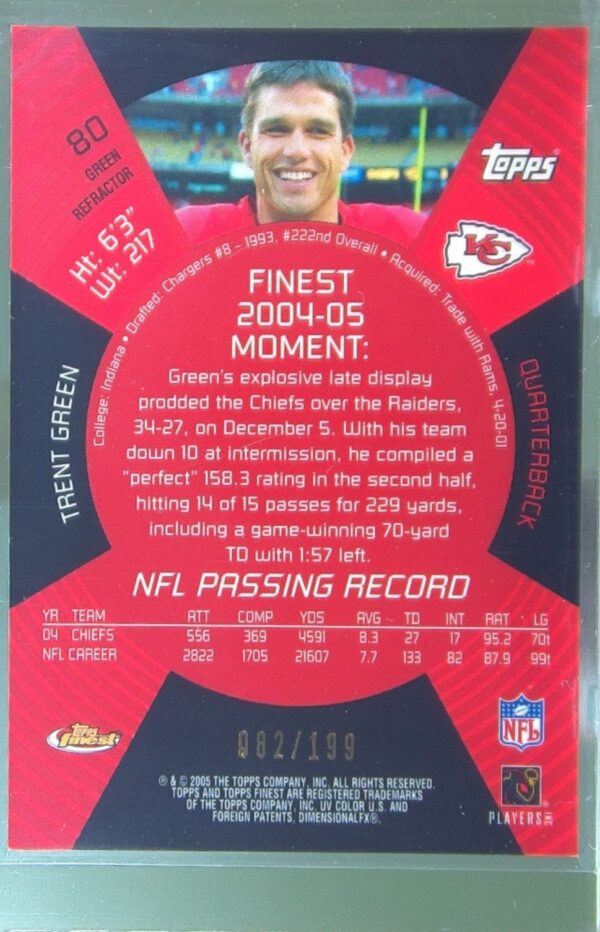 80
GREEN
REFRACTOR
Ht: 6'3"
Wt: 217
Topps
KC
College: Indiana • Drafted: Chargers #8 – 1993, #222nd Overall • Acquired: Trade with Rams, 4-20-01
TRENT GREEN
QUARTERBACK
FINEST
2004-05
MOMENT:
Green's explosive late display
prodded the Chiefs over the Raiders,
34-27, on December 5. With his team
down 10 at intermission, he compiled a
"perfect" 158.3 rating in the second half,
hitting 14 of 15 passes for 229 yards,
including a game-winning 70-yard
TD with 1:57 left.
NFL PASSING RECORD
YR TEAM ATT COMP YDS AVG TD INT RAT LG
04 CHIEFS 556 369 4591 8.3 27 17 95.2 70t
NFL CAREER 2822 1705 21607 7.7 133 82 87.9 99t
Topps
finest
NFL
082/199
® & © 2005 THE TOPPS COMPANY, INC. ALL RIGHTS RESERVED.
TOPPS AND TOPPS FINEST ARE REGISTERED TRADEMARKS
OF THE TOPPS COMPANY, INC. UV COLOR U.S. AND
FOREIGN PATENTS, DIMENSIONALFX®.
PLAYERS INC